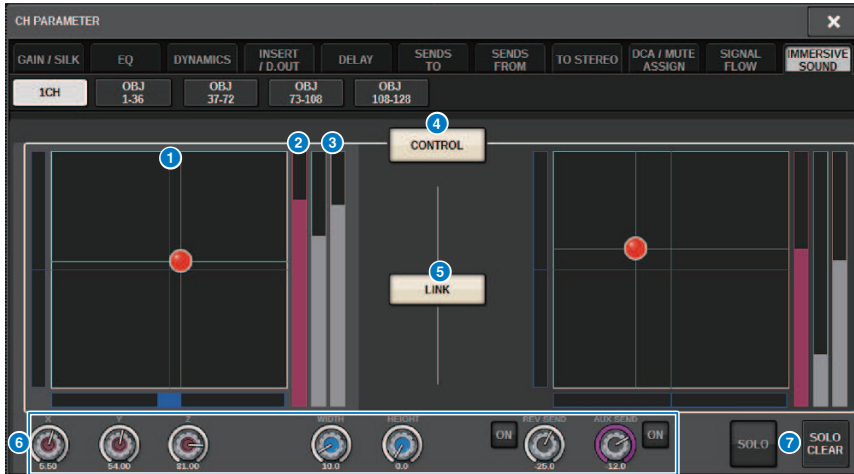 CH PARAMETER
GAIN / SILK
EQ
DYNAMICS
INSERT
/ D.OUT
DELAY
SENDS
TO
SENDS
FROM
TO STEREO
DCA / MUTE
ASSIGN
SIGNAL
FLOW
IMMERSIVE
SOUND
1CH
OBJ
1-36
OBJ
37-72
OBJ
73-108
OBJ
108-128
4
CONTROL
1
2
3
5
LINK
6
X
Y
Z
WIDTH
HEIGHT
REV SEND
AUX SEND
ON
ON
5.50
54.00
81.00
10.0
0.0
-25.0
-12.0
SOLO
7
SOLO
CLEAR